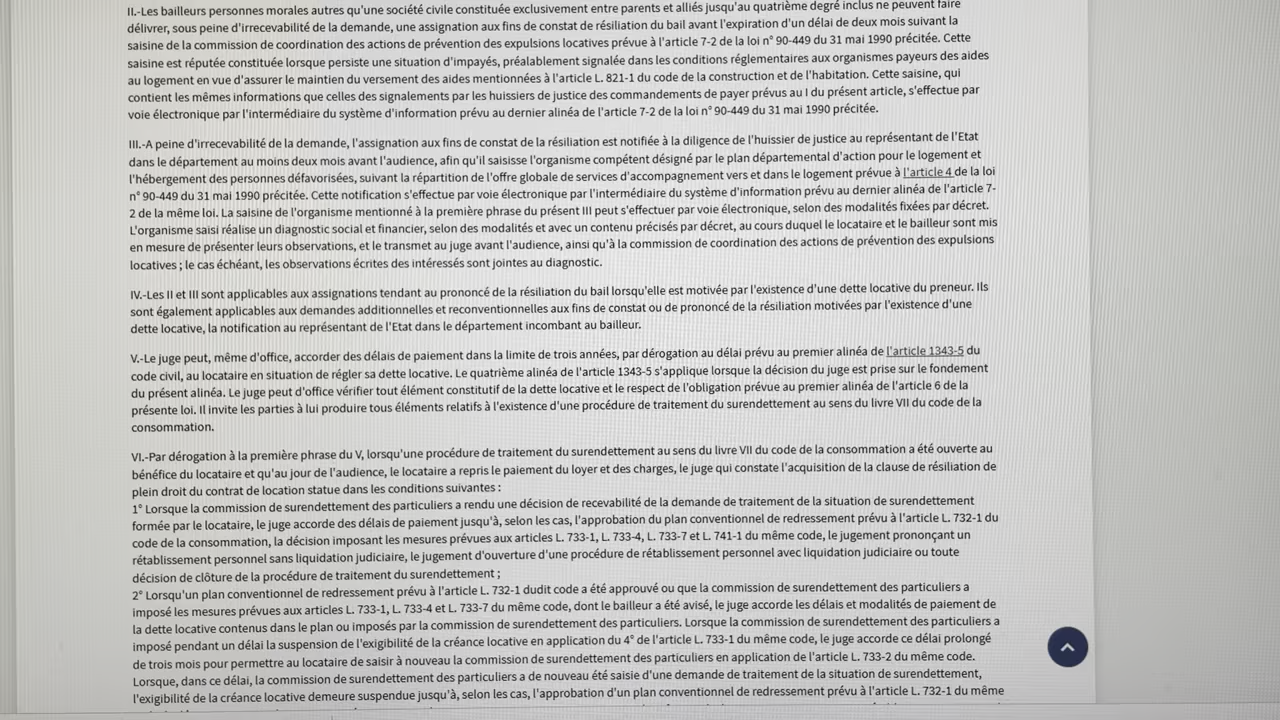 II.-Les bailleurs personnes morales autres qu'une société civile constituée exclusivement entre parents et alliés jusqu'au quatrième degré inclus ne peuvent faire
délivrer, sous peine d'irrecevabilité de la demande, une assignation aux fins de constat de résiliation du bail avant l'expiration d'un délai de deux mois suivant la
saisine de la commission de coordination des actions de prévention des expulsions locatives prévue à l'article 7-2 de la loi n° 90-449 du 31 mai 1990 précitée. Cette
saisine est réputée constituée lorsque persiste une situation d'impayés, préalablement signalée dans les conditions réglementaires aux organismes payeurs des aides
au logement en vue d'assurer le maintien du versement des aides mentionnées à l'article L. 821-1 du code de la construction et de l'habitation. Cette saisine, qui
contient les mêmes informations que celles des signalements par les huissiers de justice des commandements de payer prévus au I du présent article, s'effectue par
voie électronique par l'intermédiaire du système d'information prévu au dernier alinéa de l'article 7-2 de la loi n° 90-449 du 31 mai 1990 précitée.
III.-A peine d'irrecevabilité de la demande, l'assignation aux fins de constat de la résiliation est notifiée à la diligence de l'huissier de justice au représentant de l'Etat
dans le département au moins deux mois avant l'audience, afin qu'il saisisse l'organisme compétent désigné par le plan départemental d'action pour le logement et
l'hébergement des personnes défavorisées, suivant la répartition de l'offre globale de services d'accompagnement vers et dans le logement prévue à l'article 4 de la loi
n° 90-449 du 31 mai 1990 précitée. Cette notification s'effectue par voie électronique par l'intermédiaire du système d'information prévu au dernier alinéa de l'article 7-
2 de la même loi. La saisine de l'organisme mentionné à la première phrase du présent III peut s'effectuer par voie électronique, selon des modalités fixées par décret.
L'organisme saisi réalise un diagnostic social et financier, selon des modalités et avec un contenu précisés par décret, au cours duquel le locataire et le bailleur sont mis
en mesure de présenter leurs observations, et le transmet au juge avant l'audience, ainsi qu'à la commission de coordination des actions de prévention des expulsions
locatives ; le cas échéant, les observations écrites des intéressés sont jointes au diagnostic.
IV.-Les II et III sont applicables aux assignations tendant au prononcé de la résiliation du bail lorsqu'elle est motivée par l'existence d'une dette locative du preneur. Ils
sont également applicables aux demandes additionnelles et reconventionnelles aux fins de constat ou de prononcé de la résiliation motivées par l'existence d'une
dette locative, la notification au représentant de l'Etat dans le département incombant au bailleur.
V.-Le juge peut, même d'office, accorder des délais de paiement dans la limite de trois années, par dérogation au délai prévu au premier alinéa de l'article 1343-5 du
code civil, au locataire en situation de régler sa dette locative. Le quatrième alinéa de l'article 1343-5 s'applique lorsque la décision du juge est prise sur le fondement
du présent alinéa. Le juge peut d'office vérifier tout élément constitutif de la dette locative et le respect de l'obligation prévue au premier alinéa de l'article 6 de la
présente loi. Il invite les parties à lui produire tous éléments relatifs à l'existence d'une procédure de traitement du surendettement au sens du livre VII du code de la
consommation.
VI.-Par dérogation à la première phrase du V, lorsqu'une procédure de traitement du surendettement au sens du livre VII du code de la consommation a été ouverte au
bénéfice du locataire et qu'au jour de l'audience, le locataire a repris le paiement du loyer et des charges, le juge qui constate l'acquisition de la clause de résiliation de
plein droit du contrat de location statue dans les conditions suivantes :
1° Lorsque la commission de surendettement des particuliers a rendu une décision de recevabilité de la demande de traitement de la situation de surendettement
formée par le locataire, le juge accorde des délais de paiement jusqu'à, selon les cas, l'approbation du plan conventionnel de redressement prévu à l'article L. 732-1 du
code de la consommation, la décision imposant les mesures prévues aux articles L. 733-1, L. 733-4, L. 733-7 et L. 741-1 du même code, le jugement prononçant un
rétablissement personnel sans liquidation judiciaire, le jugement d'ouverture d'une procédure de rétablissement personnel avec liquidation judiciaire ou toute
décision de clôture de la procédure de traitement du surendettement ;
2° Lorsqu'un plan conventionnel de redressement prévu à l'article L. 732-1 dudit code a été approuvé ou que la commission de surendettement des particuliers a
imposé les mesures prévues aux articles L. 733-1, L. 733-4 et L. 733-7 du même code, dont le bailleur a été avisé, le juge accorde les délais et modalités de paiement de
la dette locative contenus dans le plan ou imposés par la commission de surendettement des particuliers. Lorsque la commission de surendettement des particuliers a
imposé pendant un délai la suspension de l'exigibilité de la créance locative en application du 4° de l'article L. 733-1 du même code, le juge accorde ce délai prolongé
de trois mois pour permettre au locataire de saisir à nouveau la commission de surendettement des particuliers en application de l'article L. 733-2 du même code.
Lorsque, dans ce délai, la commission de surendettement des particuliers a de nouveau été saisie d'une demande de traitement de la situation de surendettement,
l'exigibilité de la créance locative demeure suspendue jusqu'à, selon les cas, l'approbation d'un plan conventionnel de redressement prévu à l'article L. 732-1 du même